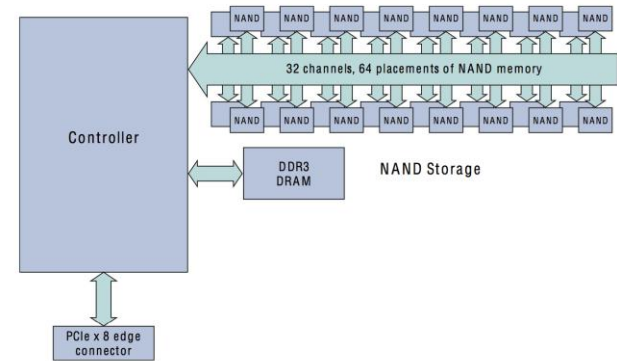 NAND NAND NAND NAND NAND NAND NAND NAND
32 channels, 64 placements of NAND memory
NAND NAND NAND NAND NAND NAND NAND NAND
Controller
DDR3
DRAM
NAND Storage
PCIe x 8 edge
connector